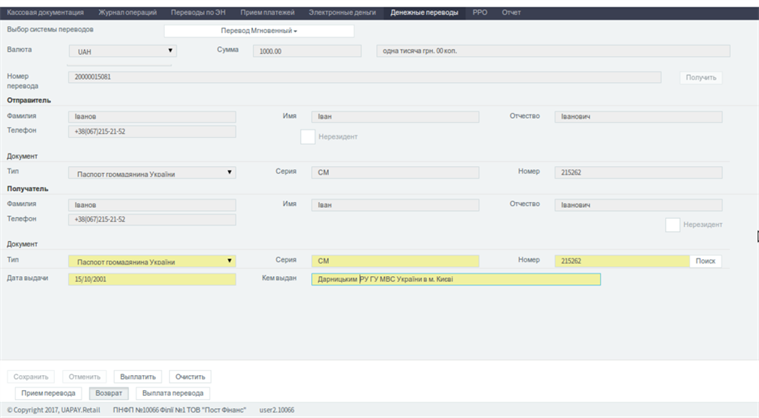 Кассовая документация Журнал операций Переводы по ЭН Прием платежей Электронные деньги Денежные переводы РРО Отчет
Выбор системы переводов Перевод Мгновенный
Валюта UAH Сумма 1000.00 одна тисяча грн. 00 коп.
Номер перевода 20000015081 Получить
Отправитель
Фамилия Іванов Имя Іван Отчество Іванович
Телефон +38(067)215-21-52 Нерезидент
Документ
Тип Паспорт громадянина України Серия СМ Номер 215262
Получатель
Фамилия Іванов Имя Іван Отчество Іванович
Телефон +38(067)215-21-52 Нерезидент
Документ
Тип Паспорт громадянина України Серия СМ Номер 215262 Поиск
Дата выдачи 15/10/2001 Кем выдан Дарницьким РУ ГУ МВС України в м. Києві
Сохранить Отменить Выплатить Очистить
Прием перевода Возврат Выплата перевода
© Copyright 2017, UAPAY.Retail ПНФП №10066 Філії №1 ТОВ "Пост Фінанс" user2.10066